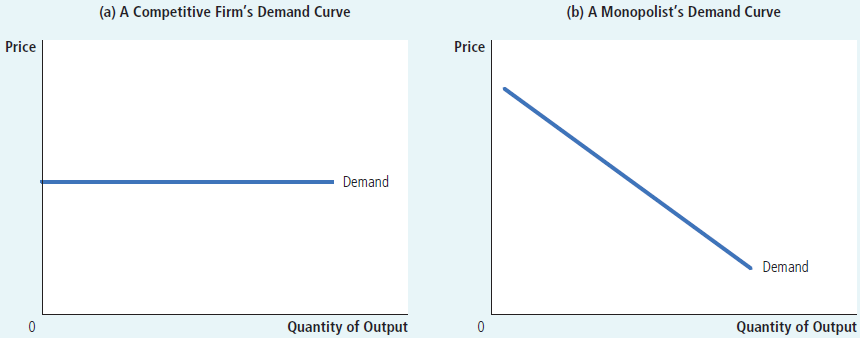 (a) A Competitive Firm's Demand Curve
Price
Demand
0
Quantity of Output
(b) A Monopolist's Demand Curve
Price
Demand
0
Quantity of Output